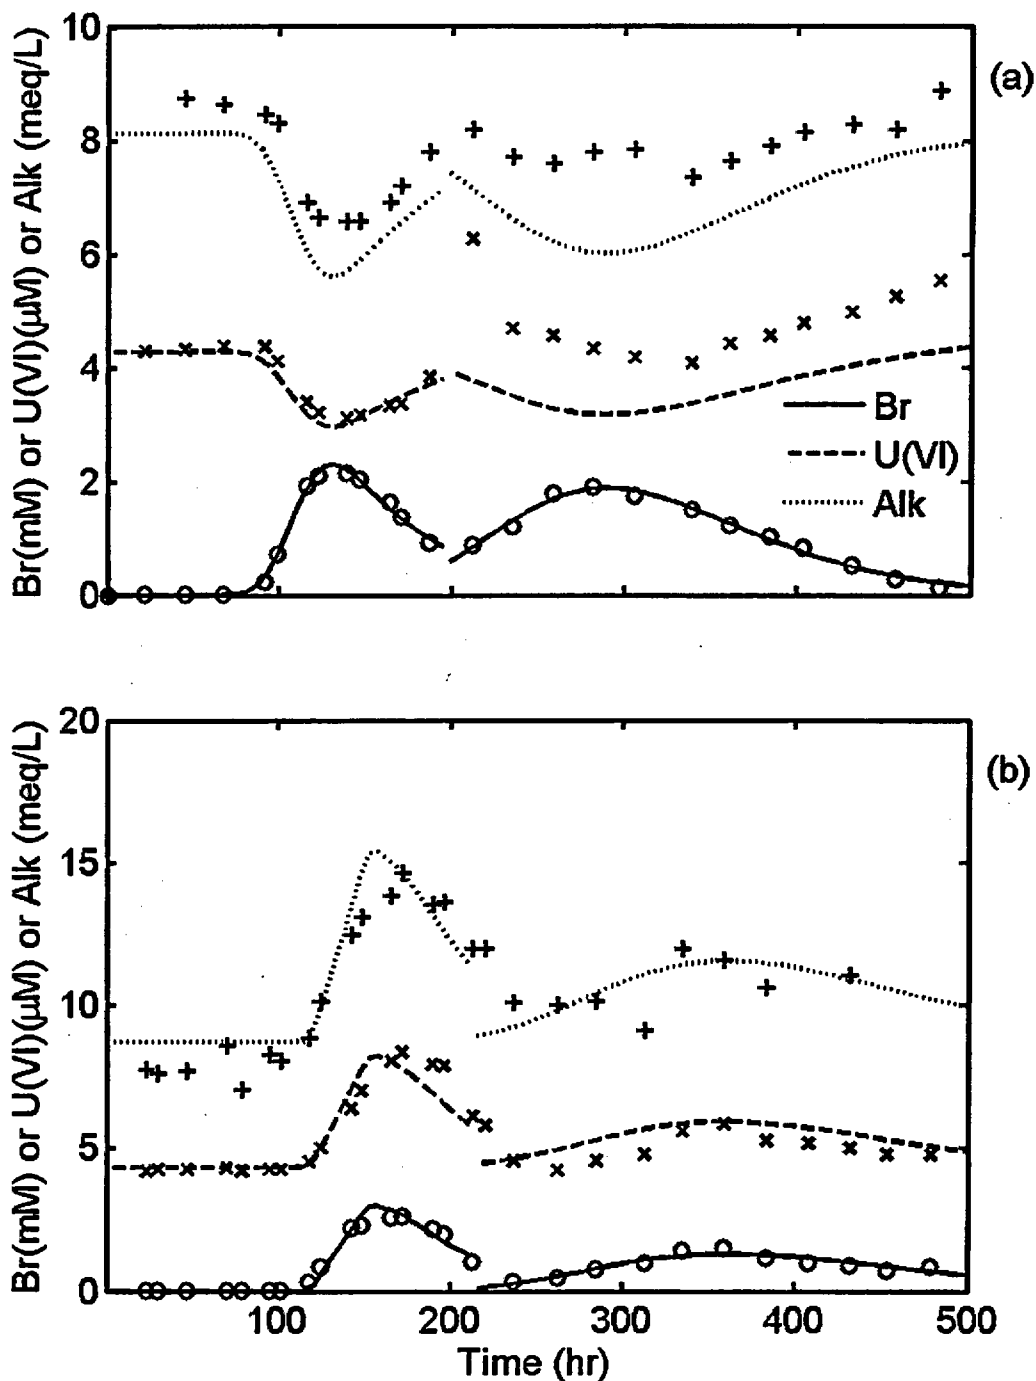 (a)
Br(mM) or U(VI)(μM) or Alk (meq/L)
10
8
6
4
2
0
Br
U(VI)
Alk
(b)
Br(mM) or U(VI)(μM) or Alk (meq/L)
20
15
10
5
0
100 200 300 400 500
Time (hr)